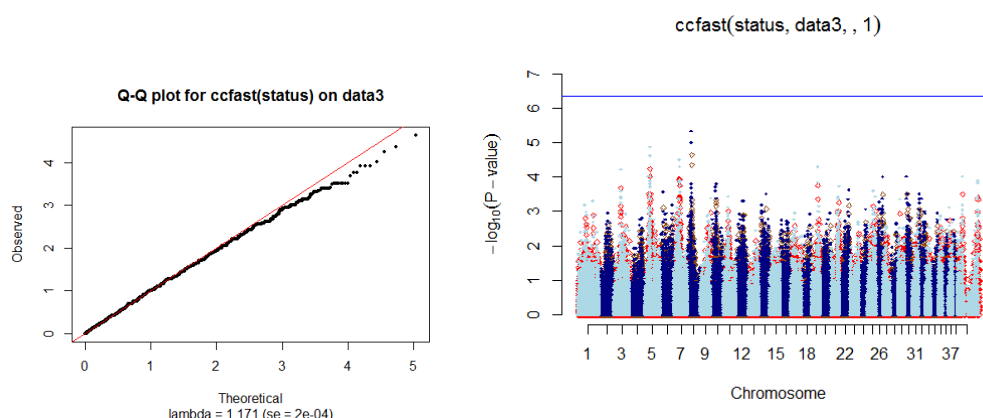 Q-Q plot for ccfast(status) on data3
Observed
0
1
2
3
4
0 1 2 3 4 5
Theoretical
lambda = 1.171 (se = 2e-04)
ccfast(status, data3, , 1)
−log10(P − value)
0
1
2
3
4
5
6
7
1 3 5 7 9 12 15 18 22 26 31 37
Chromosome